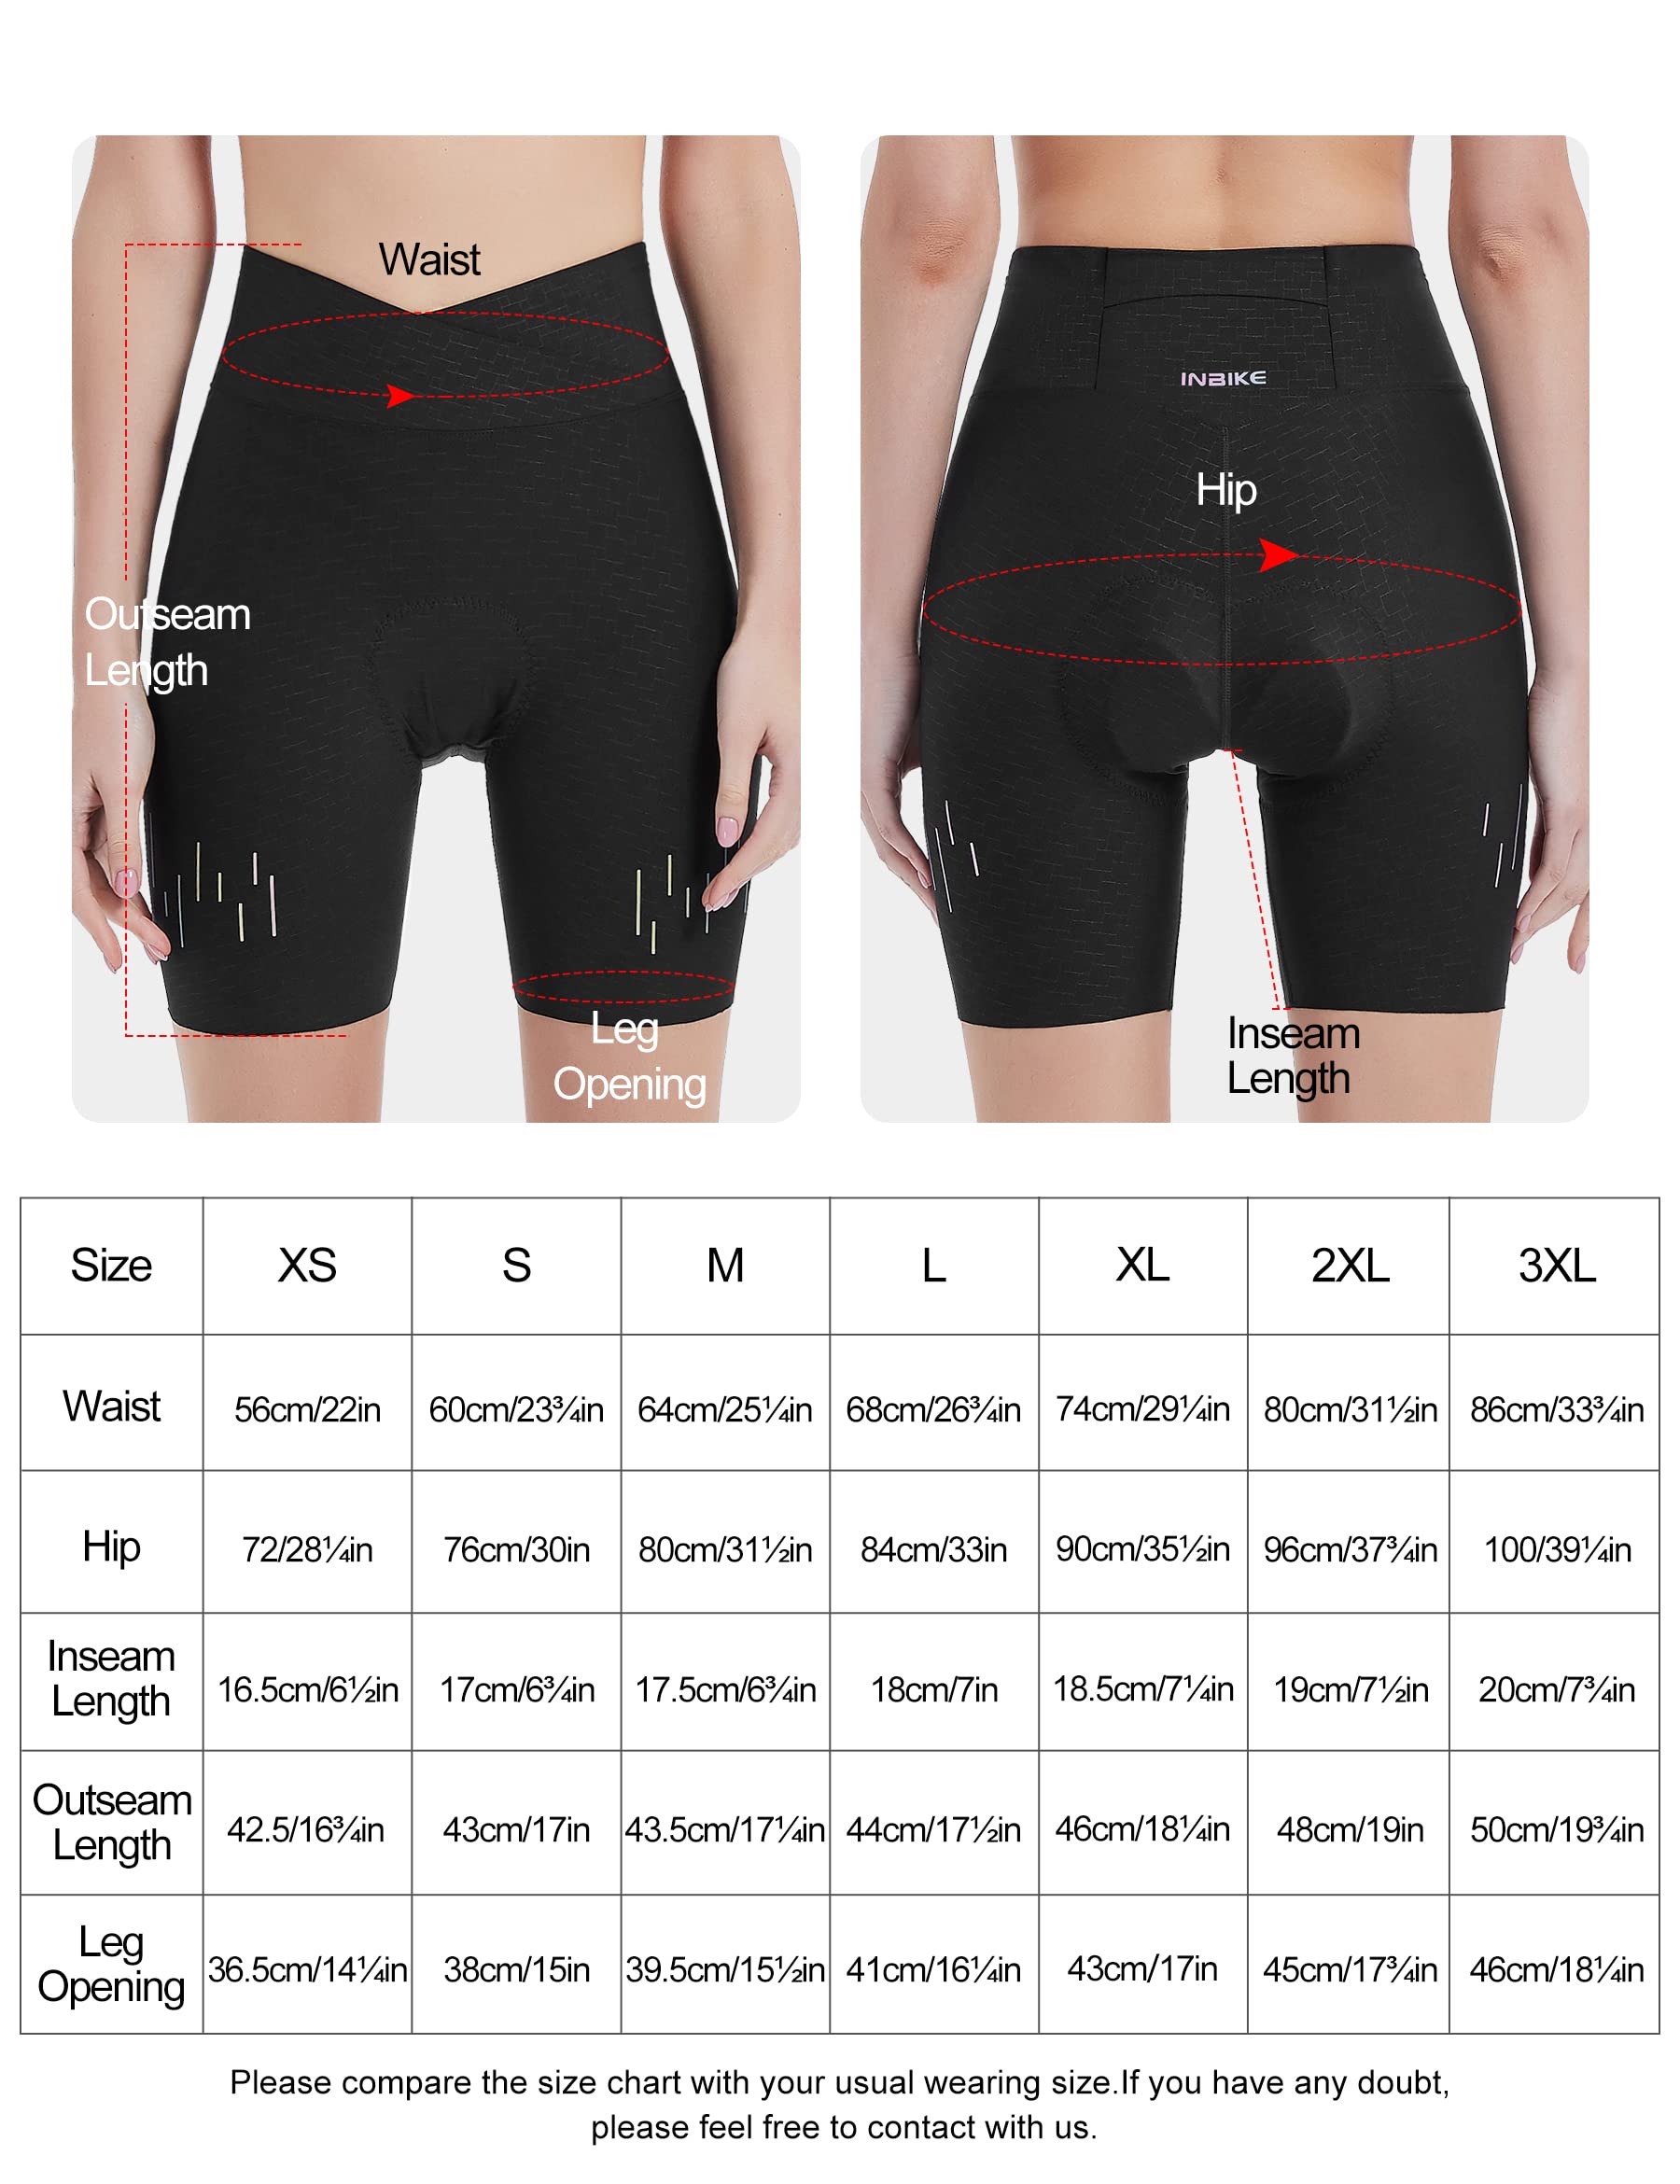 Waist
Outseam
Length
Leg
Opening
INBIKE
Hip
Inseam
Length
Size XS S M L XL 2XL 3XL
Waist 56cm/22in 60cm/23¾in 64cm/25¼in 68cm/26¾in 74cm/29¼in 80cm/31½in 86cm/33¾in
Hip 72/28¼in 76cm/30in 80cm/31½in 84cm/33in 90cm/35½in 96cm/37¾in 100/39¼in
Inseam
Length 16.5cm/6½in 17cm/6¾in 17.5cm/6¾in 18cm/7in 18.5cm/7¼in 19cm/7½in 20cm/7¾in
Outseam
Length 42.5/16¾in 43cm/17in 43.5cm/17¼in 44cm/17½in 46cm/18¼in 48cm/19in 50cm/19¾in
Leg
Opening 36.5cm/14¼in 38cm/15in 39.5cm/15½in 41cm/16¼in 43cm/17in 45cm/17¾in 46cm/18¼in
Please compare the size chart with your usual wearing size.If you have any doubt,
please feel free to contact with us.